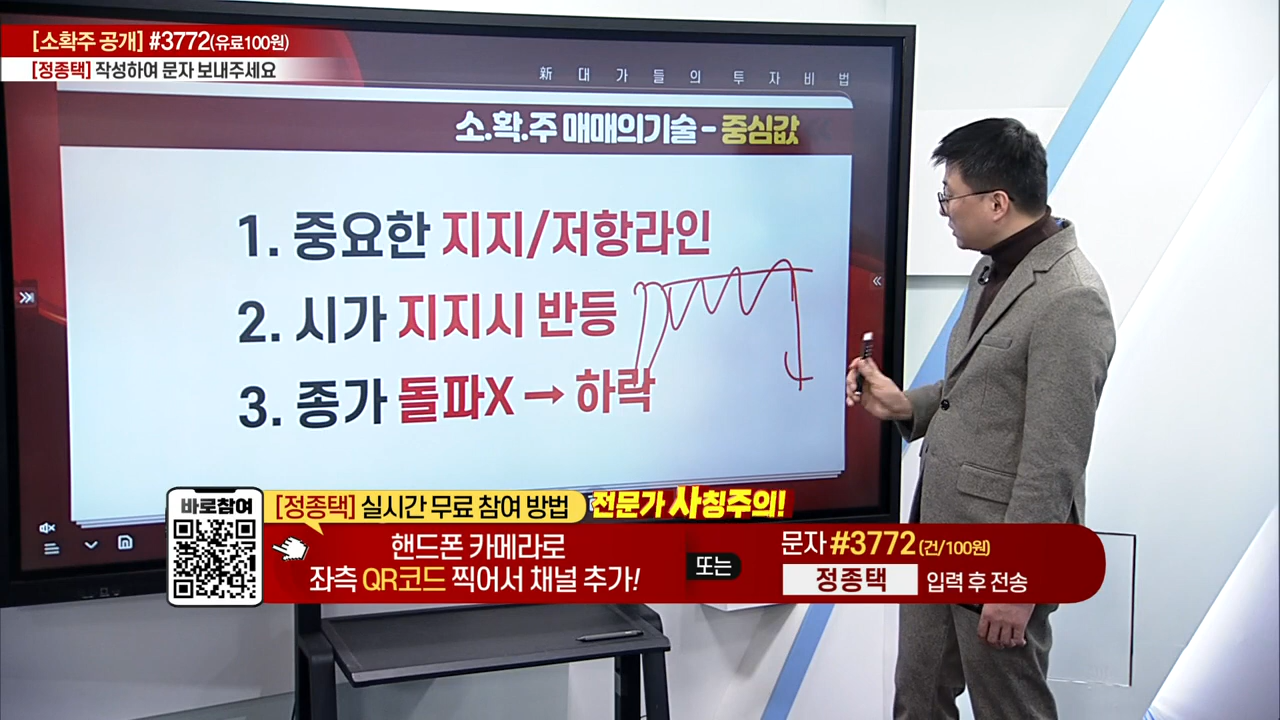 [소확주 공개] #3772(유료100원)
[정종택] 작성하여 문자 보내주세요
新 대가들의 투자비법
소.확.주 매매의기술 - 중심값
1. 중요한 지지/저항라인
2. 시가 지지시 반등
3. 종가 돌파X → 하락
바로참여
[정종택] 실시간 무료 참여 방법
전문가 사칭주의!
핸드폰 카메라로
좌측 QR코드 찍어서 채널 추가!
또는
문자 #3772 (건/100원)
정종택 입력 후 전송